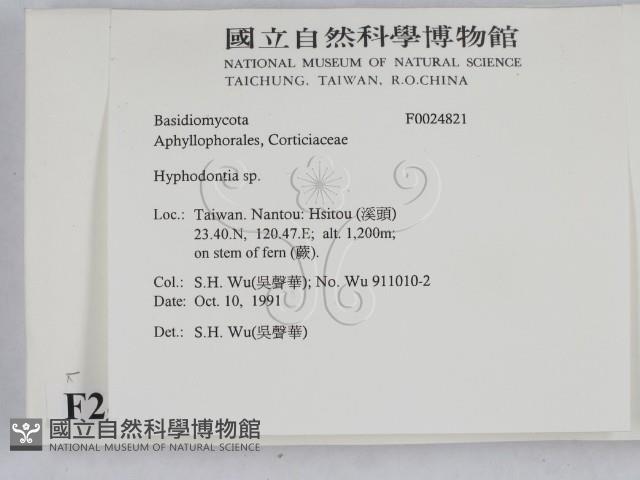 國立自然科學博物館
NATIONAL MUSEUM OF NATURAL SCIENCE
TAICHUNG, TAIWAN, R.O.CHINA
Basidiomycota F0024821
Aphyllophorales, Corticiaceae
Hyphodontia sp.
Loc.: Taiwan. Nantou: Hsitou (溪頭)
23.40.N, 120.47.E; alt. 1,200m;
on stem of fern (蕨).
Col.: S.H. Wu(吳聲華); No. Wu 911010-2
Date: Oct. 10, 1991
Det.: S.H. Wu(吳聲華)
F2
國立自然科學博物館
NATIONAL MUSEUM OF NATURAL SCIENCE